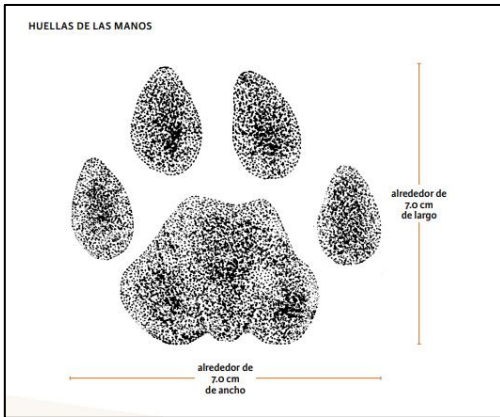 HUELLAS DE LAS MANOS
alrededor de
7.0 cm
de largo
alrededor de
7.0 cm
de ancho